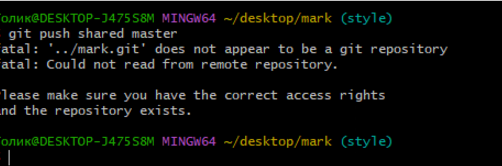 олик@DESKTOP-J475S8M MINGW64 ~/desktop/mark (style)
git push shared master
atal: '../mark.git' does not appear to be a git repository
atal: Could not read from remote repository.
lease make sure you have the correct access rights
nd the repository exists.
олик@DESKTOP-J475S8M MINGW64 ~/desktop/mark (style)